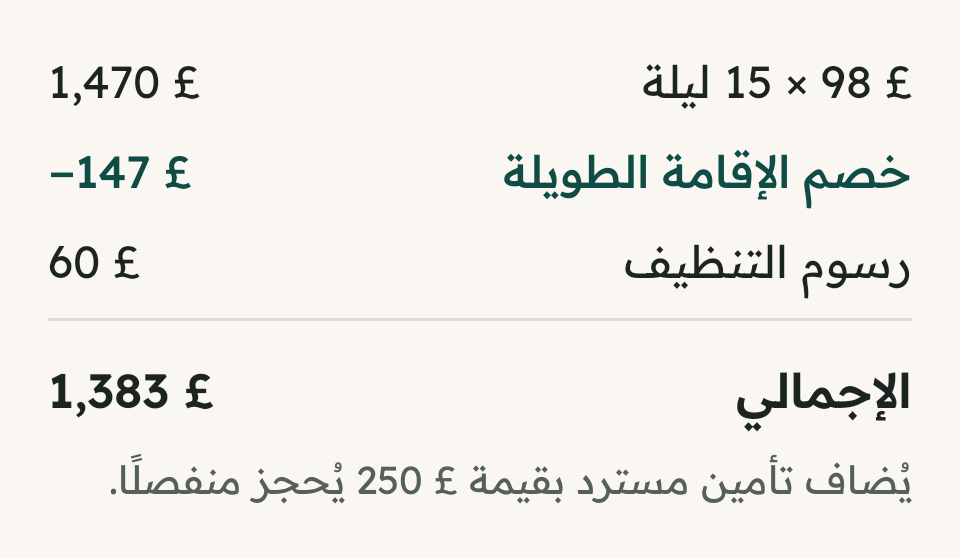 £ 98 × 15 ليلة £ 1,470
خصم الإقامة الطويلة £ 147−
رسوم التنظيف £ 60
الإجمالي £ 1,383
يُضاف تأمين مسترد بقيمة £ 250 يُحجز منفصلًا.